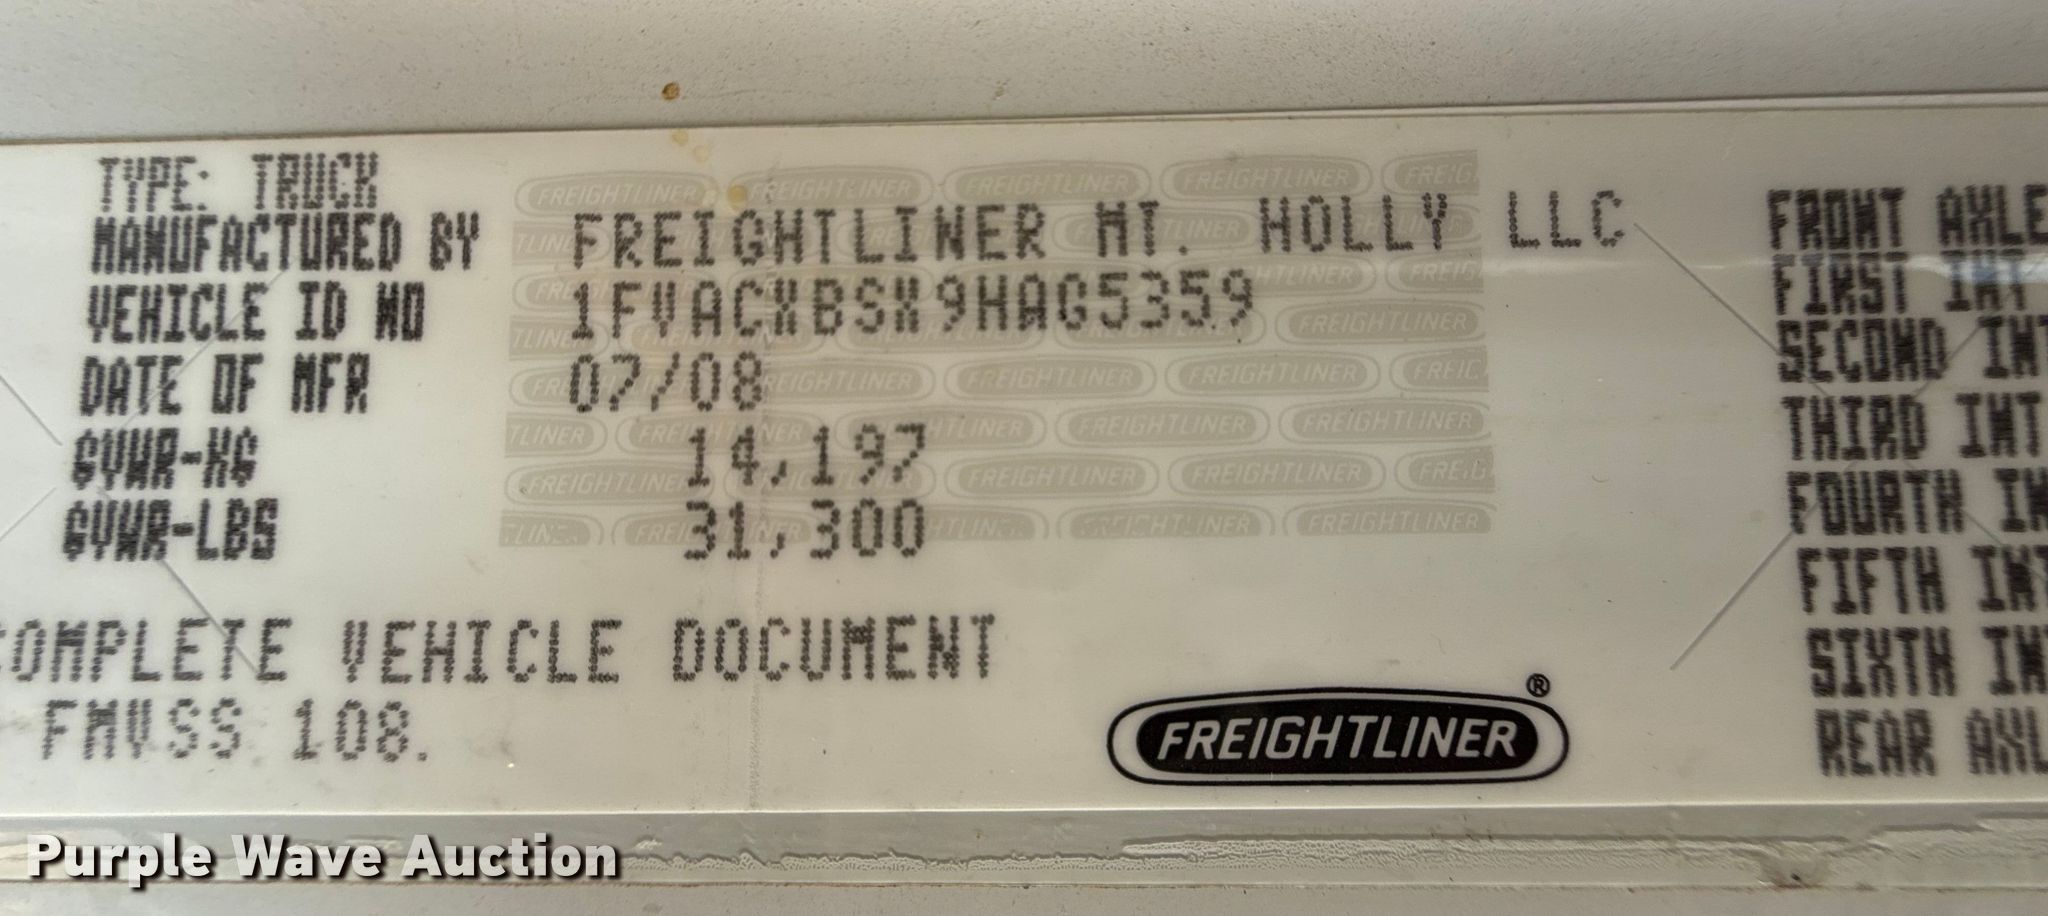 TYPE: TRUCK
MANUFACTURED BY FREIGHTLINER MT. HOLLY LLC
VEHICLE ID NO 1FVACXBSX9HAG5359
DATE OF MFR 07/08
GVWR-KG 14,197
GVWR-LBS 31,300
COMPLETE VEHICLE DOCUMENT
FMVSS 108.
FREIGHTLINER®
FRONT AXLE
FIRST INT
SECOND INT
THIRD INT
FOURTH IN
FIFTH INT
SIXTH IN
REAR AXL
Purple Wave Auction